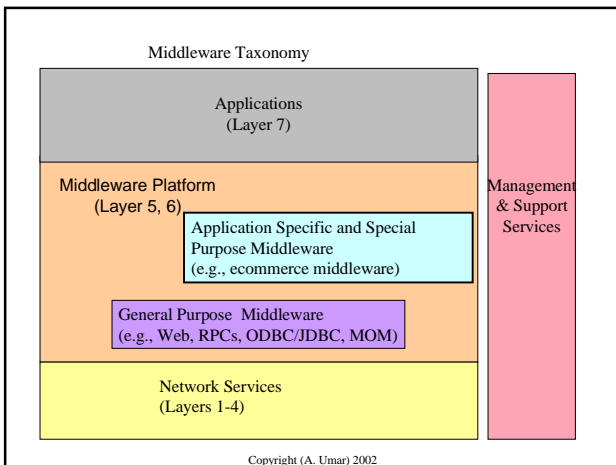 Middleware Taxonomy
Applications
(Layer 7)
Middleware Platform
(Layer 5, 6)
Application Specific and Special
Purpose Middleware
(e.g., ecommerce middleware)
General Purpose Middleware
(e.g., Web, RPCs, ODBC/JDBC, MOM)
Network Services
(Layers 1-4)
Management
& Support
Services
Copyright (A. Umar) 2002